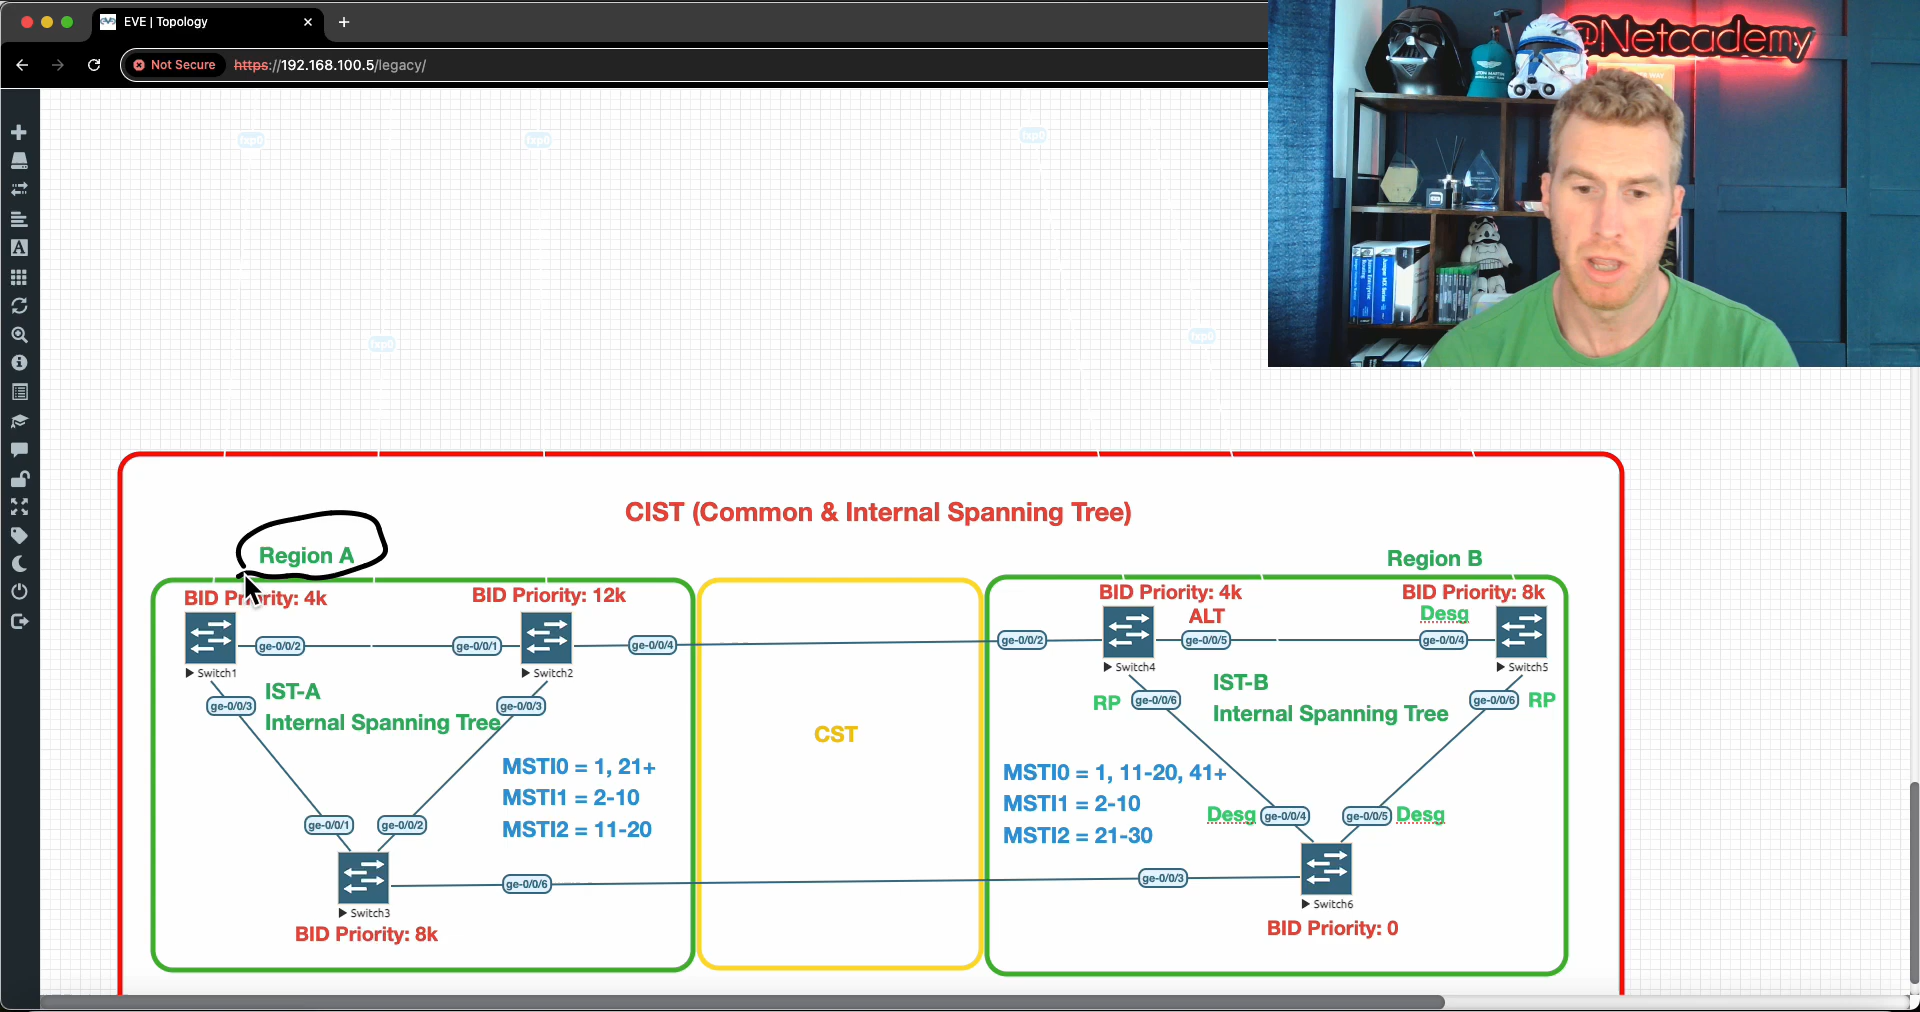 EVE | Topology
Not Secure
https://192.168.100.5/legacy/
@Netcademy
ASTON MARTIN
fxp0
fxp0
fxp0
fxp0
fxp0
CIST (Common & Internal Spanning Tree)
Region A
Region B
BID Priority: 4k
BID Priority: 12k
BID Priority: 4k
BID Priority: 8k
ALT
Desg
ge-0/0/2
ge-0/0/1
ge-0/0/4
ge-0/0/2
ge-0/0/5
ge-0/0/4
Switch1
Switch2
Switch4
Switch5
IST-A
Internal Spanning Tree
ge-0/0/3
ge-0/0/3
RP
ge-0/0/6
IST-B
Internal Spanning Tree
ge-0/0/6
RP
CST
MSTI0 = 1, 21+
MSTI1 = 2-10
MSTI2 = 11-20
MSTI0 = 1, 11-20, 41+
MSTI1 = 2-10
MSTI2 = 21-30
ge-0/0/1
ge-0/0/2
Desg
ge-0/0/4
ge-0/0/5
Desg
ge-0/0/6
ge-0/0/3
Switch3
Switch6
BID Priority: 8k
BID Priority: 0